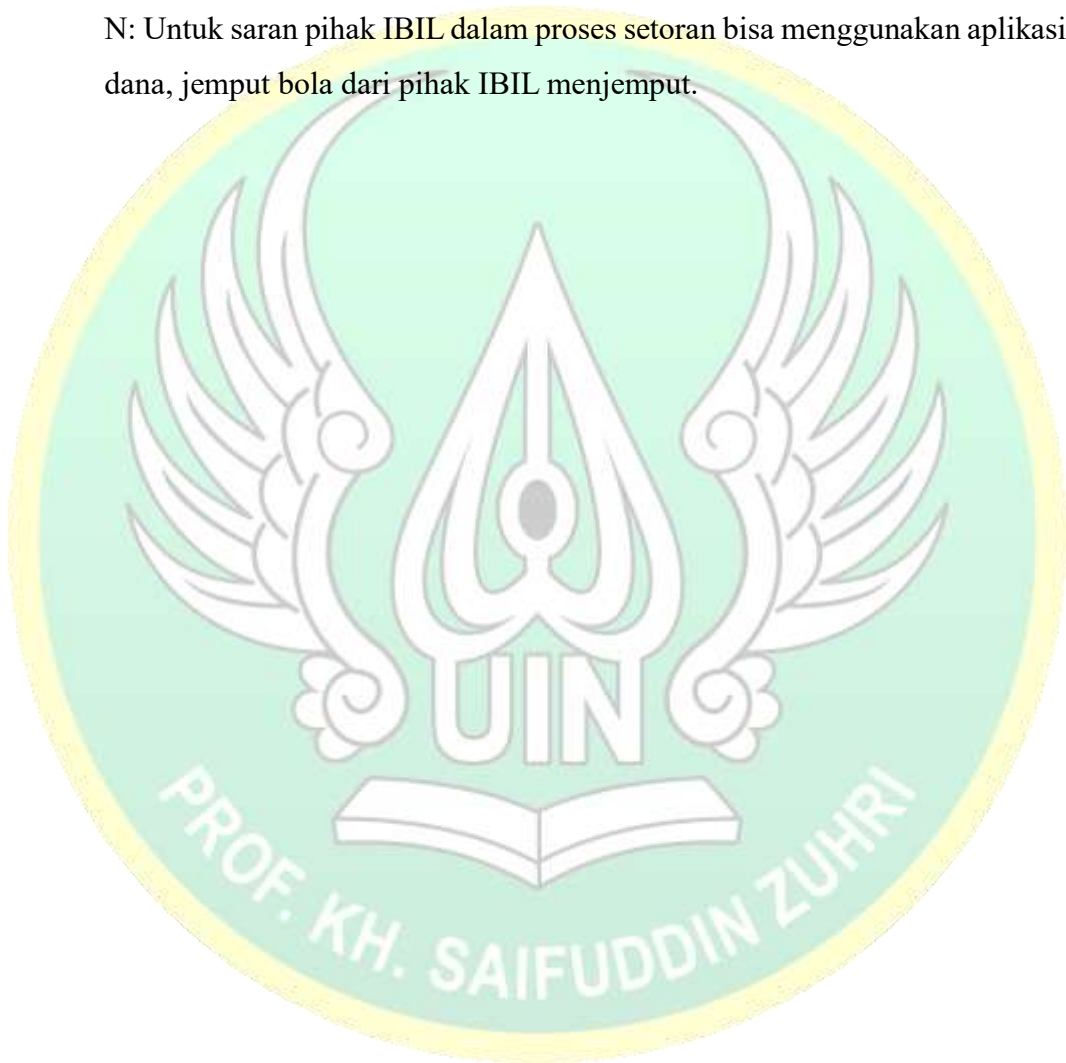 N: Untuk saran pihak IBIL dalam proses setoran bisa menggunakan aplikasi
dana, jemput bola dari pihak IBIL menjemput.
UIN
PROF. KH. SAIFUDDIN ZUHRI